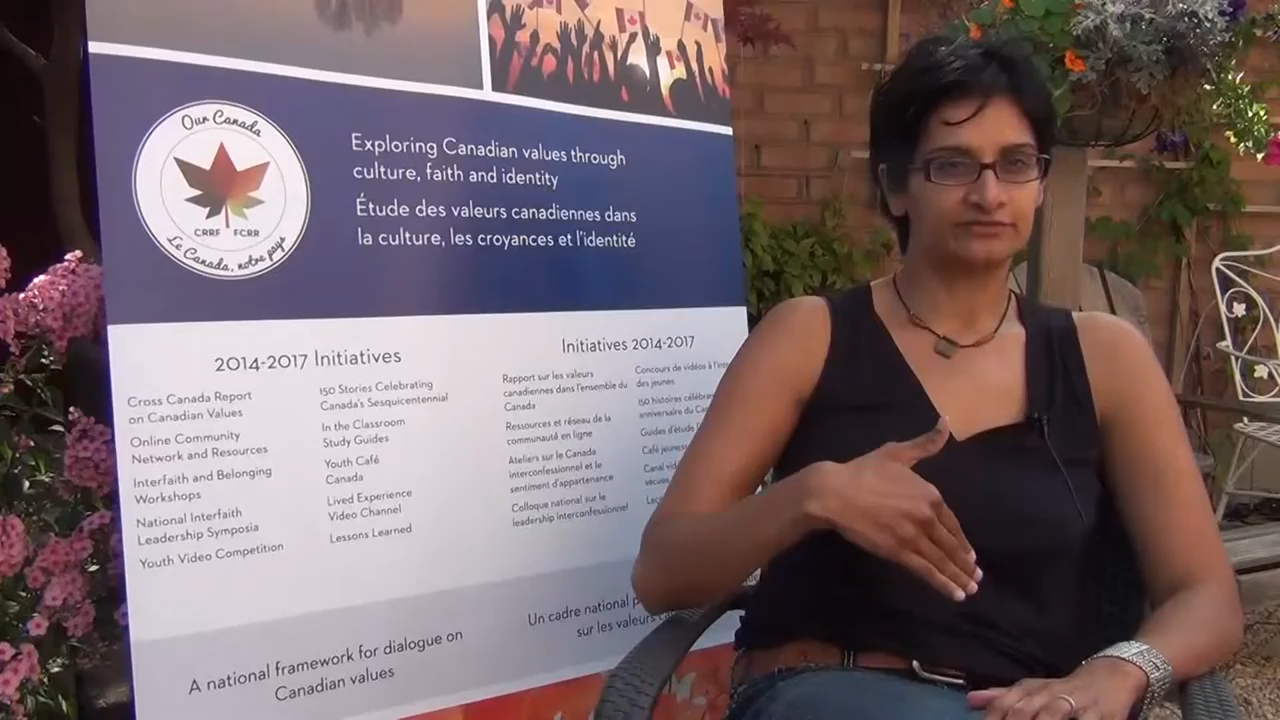 Our Canada
CRRF FCRR
Le Canada, notre pays
Exploring Canadian values through
culture, faith and identity
Étude des valeurs canadiennes dans
la culture, les croyances et l'identité
2014-2017 Initiatives
Cross Canada Report
on Canadian Values
Online Community
Network and Resources
Interfaith and Belonging
Workshops
National Interfaith
Leadership Symposia
Youth Video Competition
150 Stories Celebrating
Canada's Sesquicentennial
In the Classroom
Study Guides
Youth Café
Canada
Lived Experience
Video Channel
Lessons Learned
Initiatives 2014-2017
Rapport sur les valeurs
canadiennes dans l'ensemble du
Canada
Ressources et réseau de la
communauté en ligne
Ateliers sur le Canada
interconfessionnel et le
sentiment d'appartenance
Colloque national sur le
leadership interconfessionnel
Concours de vidéos à
des jeunes
150 histoires
anniversaire du
Guides d'étude
Café
Canal
A national framework for dialogue on
Canadian values
Un cadre national
sur les valeurs